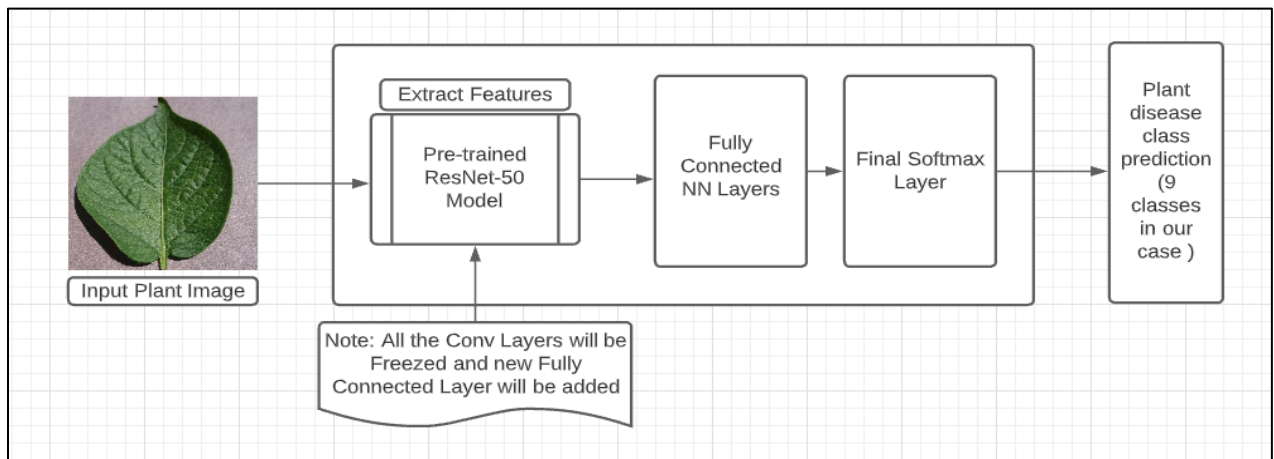 Input Plant Image
Extract Features
Pre-trained
ResNet-50
Model
Note: All the Conv Layers will be
Freezed and new Fully
Connected Layer will be added
Fully
Connected
NN Layers
Final Softmax
Layer
Plant
disease
class
prediction
(9
classes
in our
case )